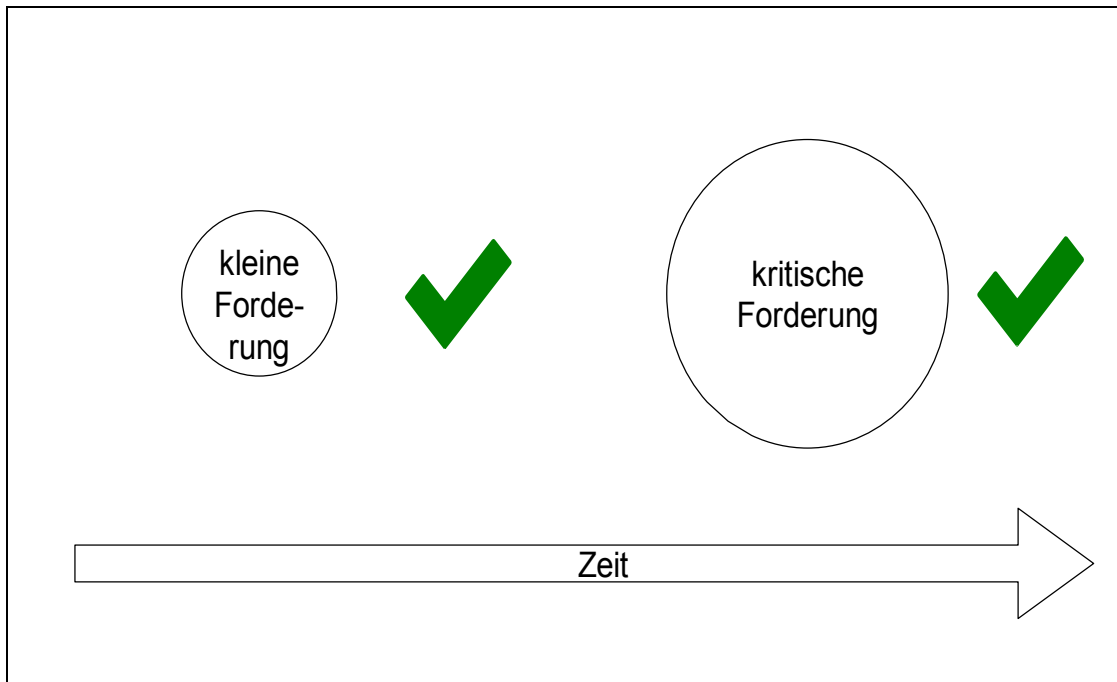 kleine
Forde-
rung
kritische
Forderung
Zeit